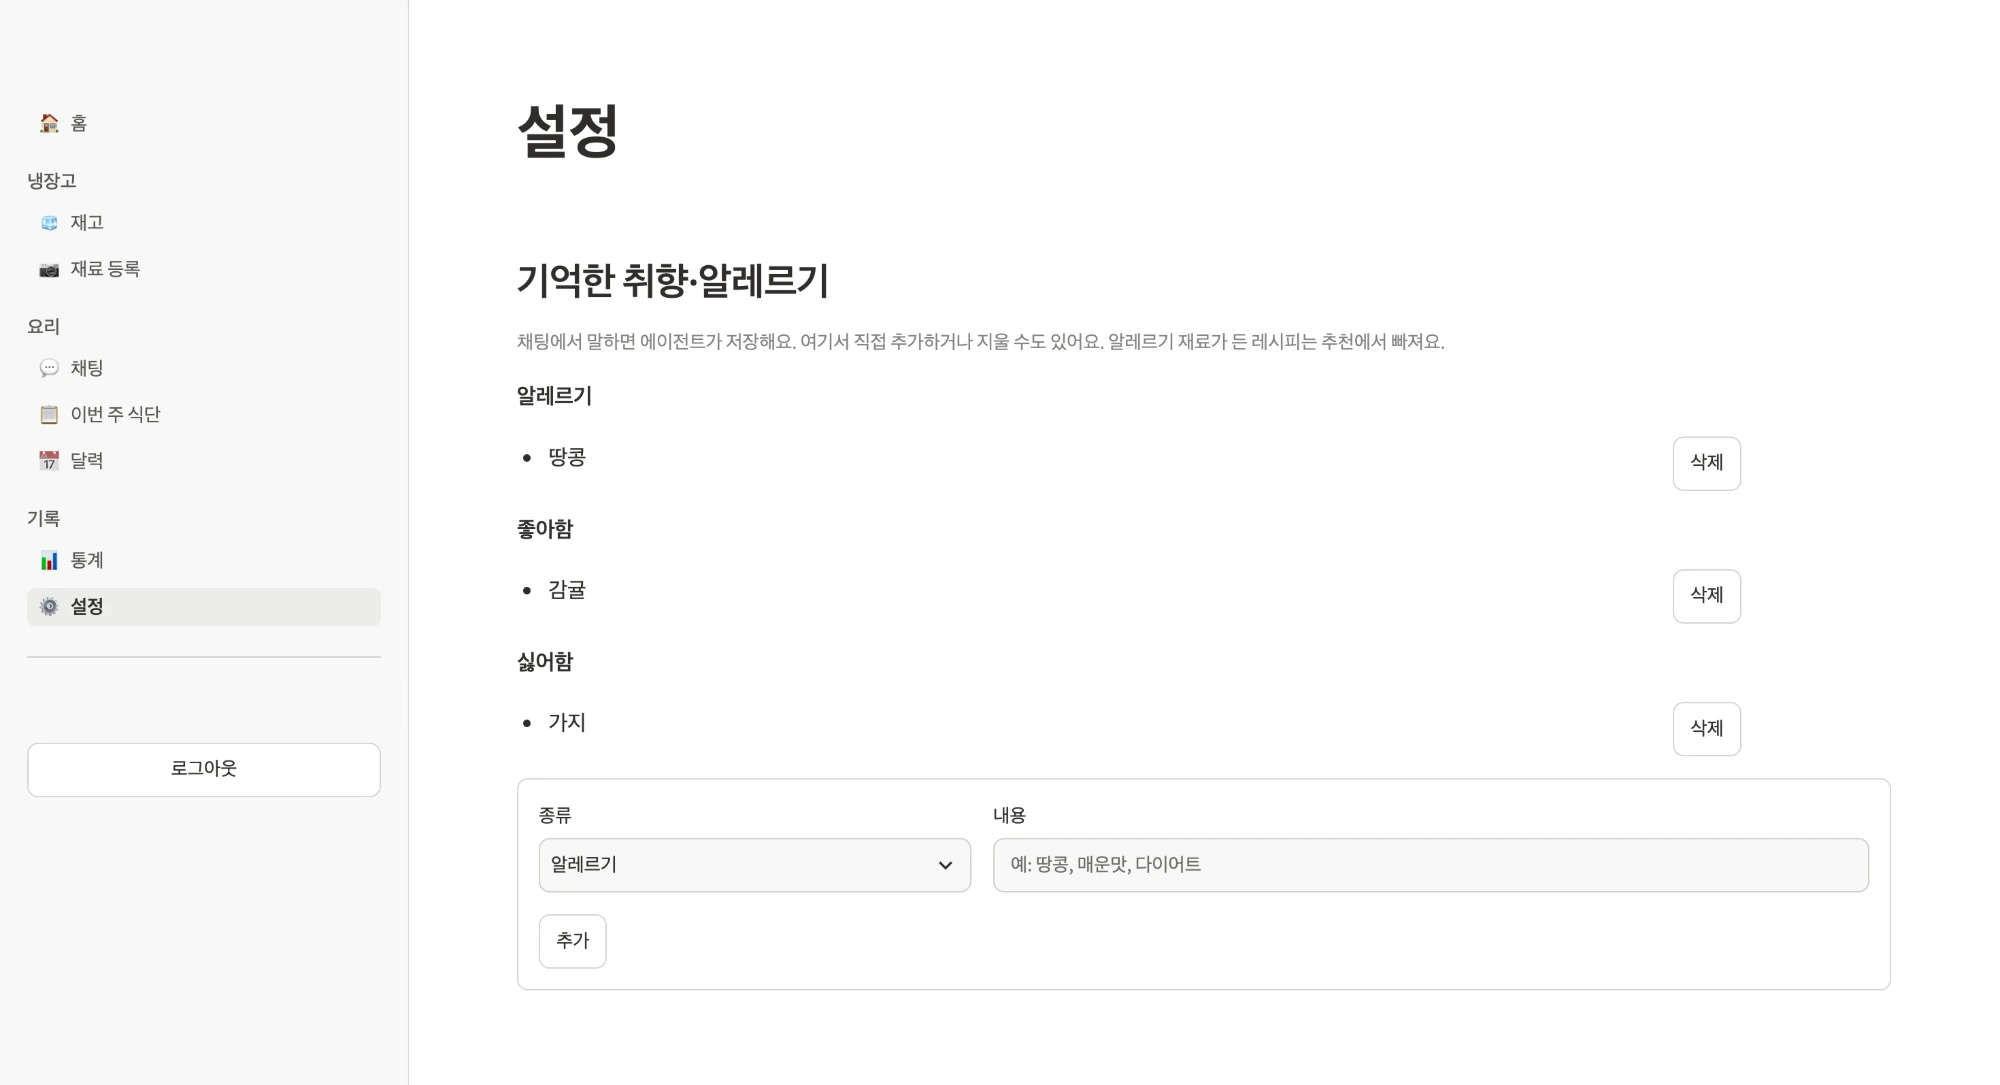 홈
냉장고
재고
재료 등록
요리
채팅
이번 주 식단
17
달력
기록
통계
설정
로그아웃
설정
기억한 취향·알레르기
채팅에서 말하면 에이전트가 저장해요. 여기서 직접 추가하거나 지울 수도 있어요. 알레르기 재료가 든 레시피는 추천에서 빠져요.
알레르기
• 땅콩 삭제
좋아함
• 감귤 삭제
싫어함
• 가지 삭제
종류 내용
알레르기 예: 땅콩, 매운맛, 다이어트
추가